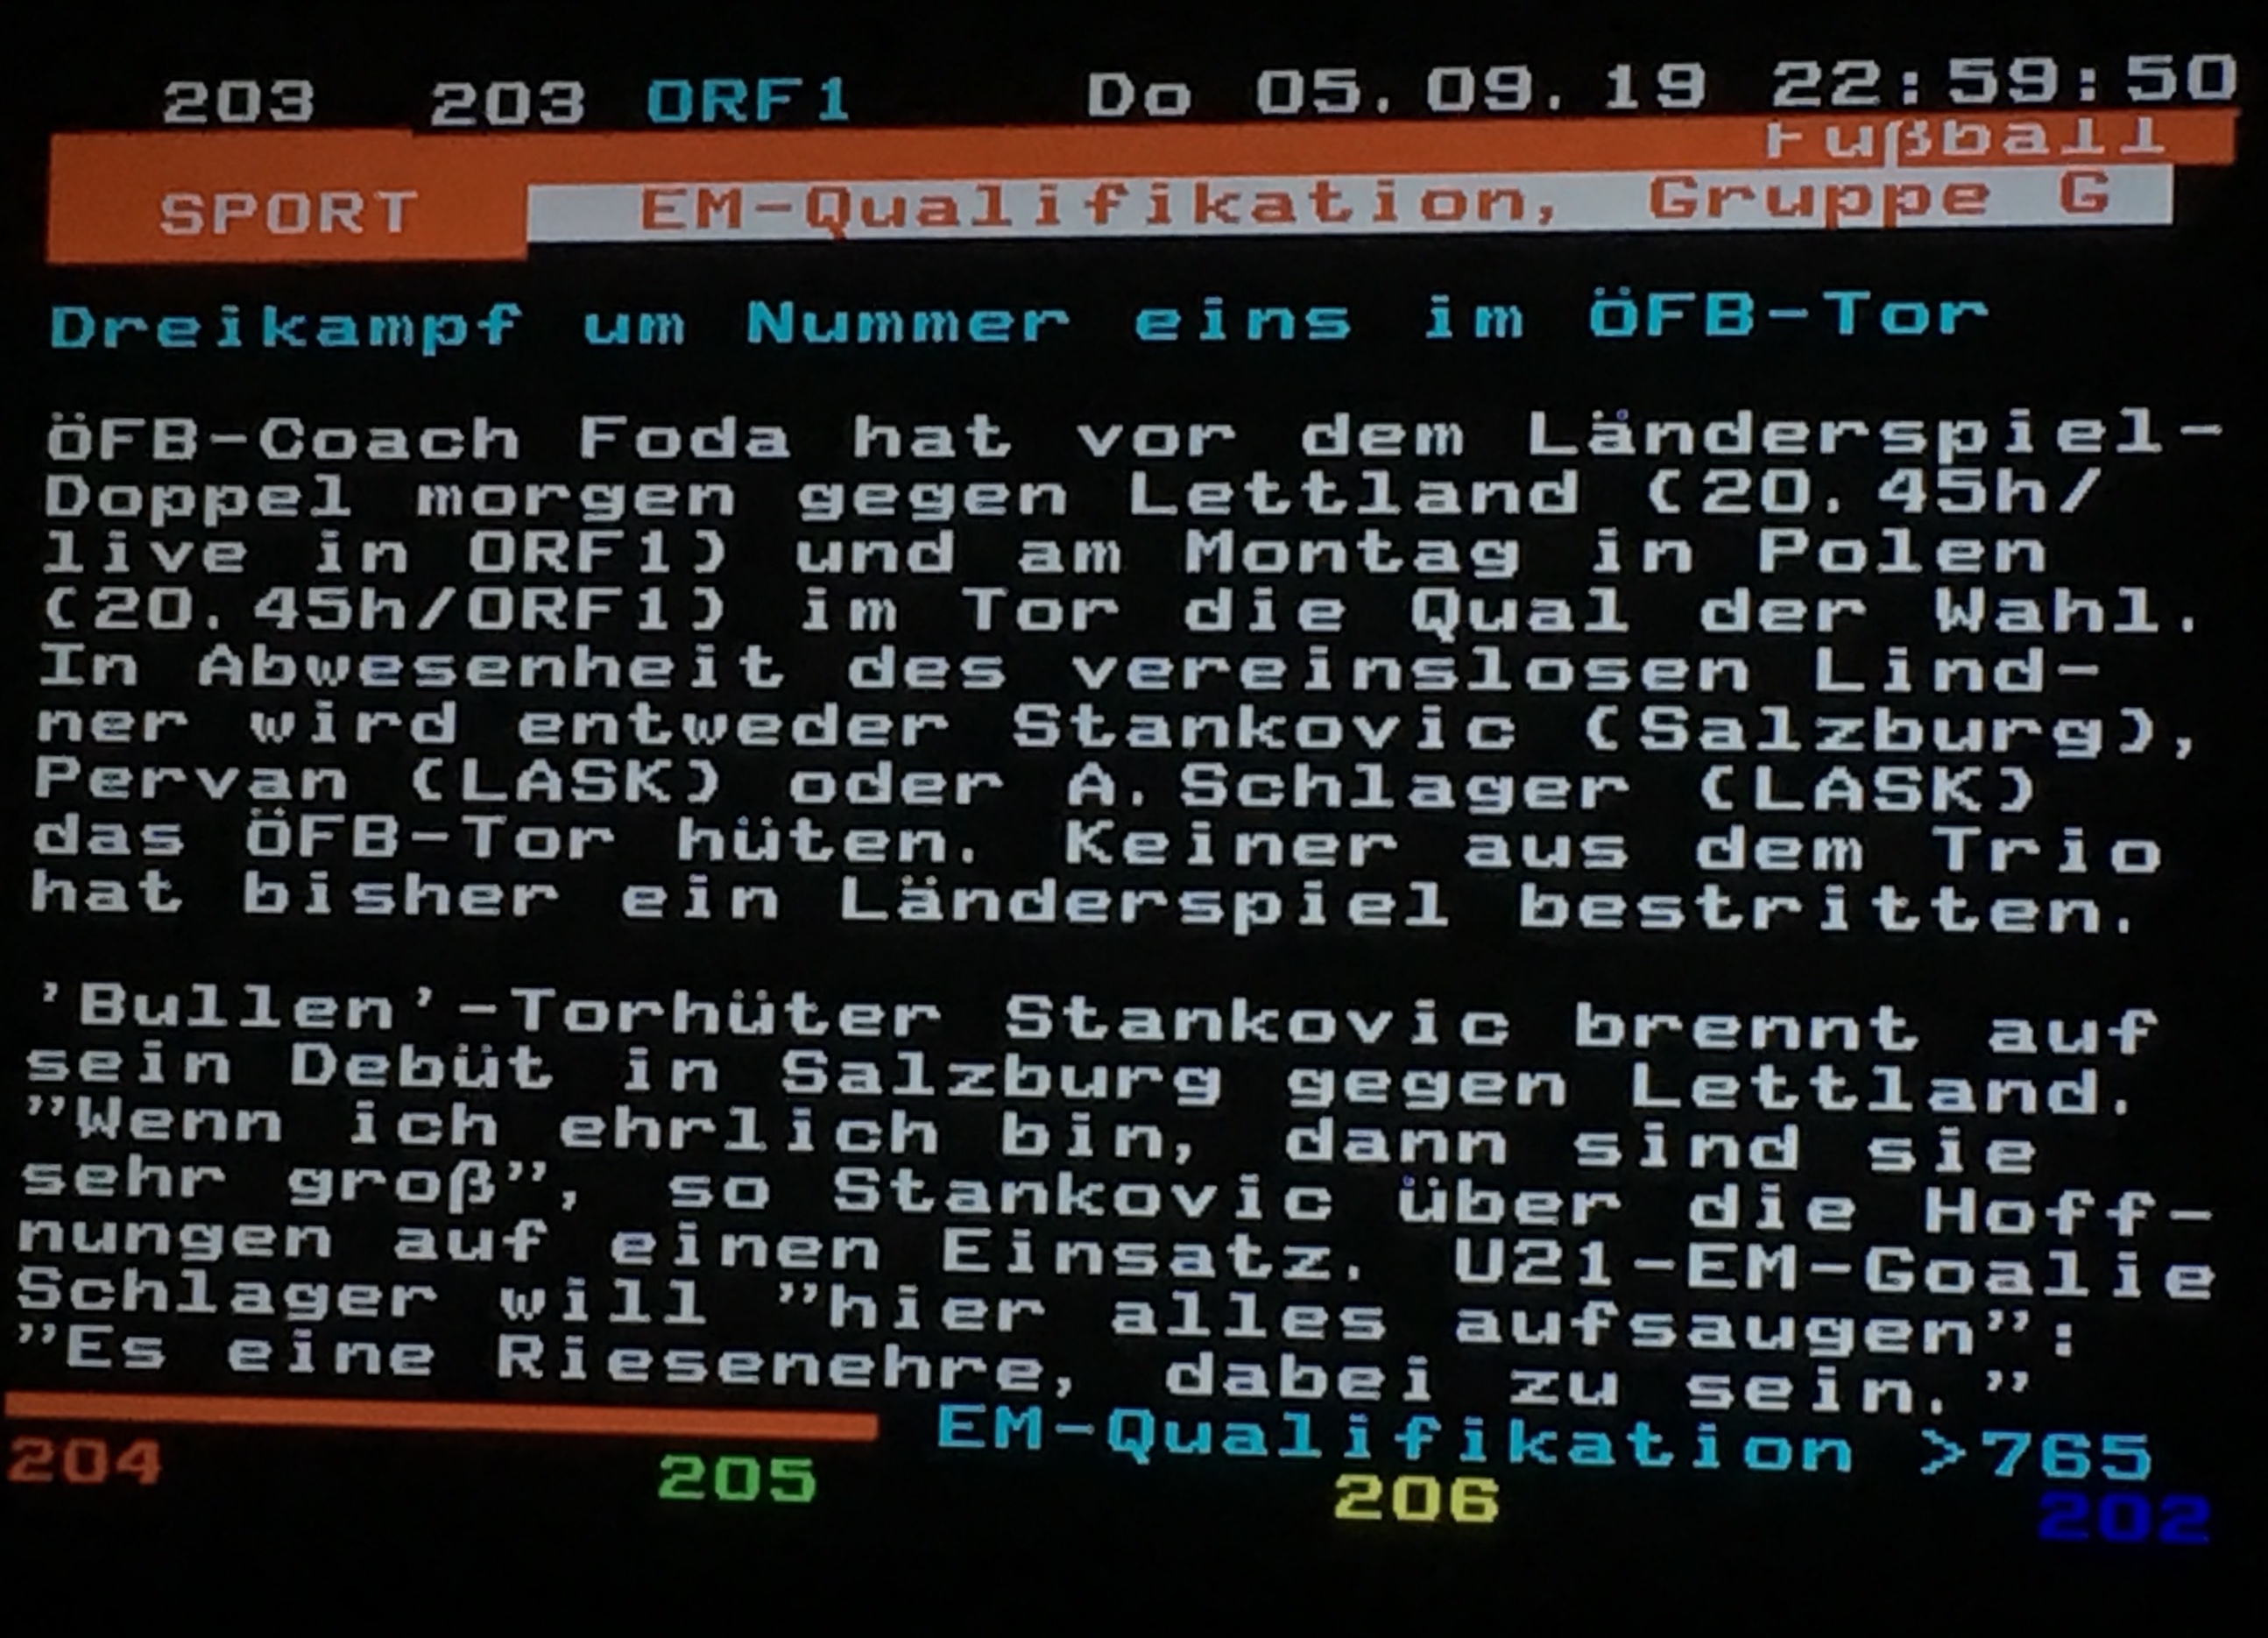 203 203 ORF1 Do 05.09.19 22:59:50
Fußball
SPORT EM-Qualifikation, Gruppe G
Dreikampf um Nummer eins im ÖFB-Tor
ÖFB-Coach Foda hat vor dem Länderspiel-
Doppel morgen gegen Lettland (20.45h/
live in ORF1) und am Montag in Polen
(20.45h/ORF1) im Tor die Qual der Wahl.
In Abwesenheit des vereinslosen Lind-
ner wird entweder Stankovic (Salzburg),
Pervan (LASK) oder A.Schlager (LASK)
das ÖFB-Tor hüten. Keiner aus dem Trio
hat bisher ein Länderspiel bestritten.
'Bullen'-Torhüter Stankovic brennt auf
sein Debüt in Salzburg gegen Lettland.
"Wenn ich ehrlich bin, dann sind sie
sehr groß", so Stankovic über die Hoff-
nungen auf einen Einsatz. U21-EM-Goalie
Schlager will "hier alles aufsaugen":
"Es eine Riesenehre, dabei zu sein."
EM-Qualifikation >765
204 205 206 202